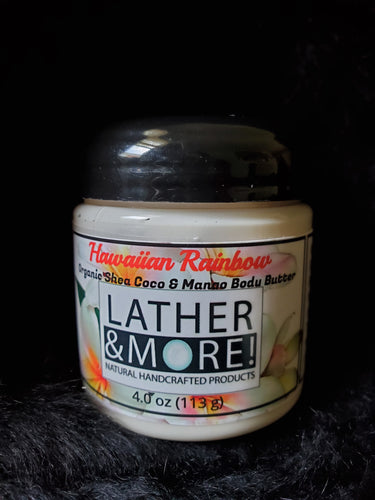 Hawaiian Rainbow
Organic Shea Coco & Mango Body Butter
LATHER
&MORE!
NATURAL HANDCRAFTED PRODUCTS
4.0 oz (113 g)